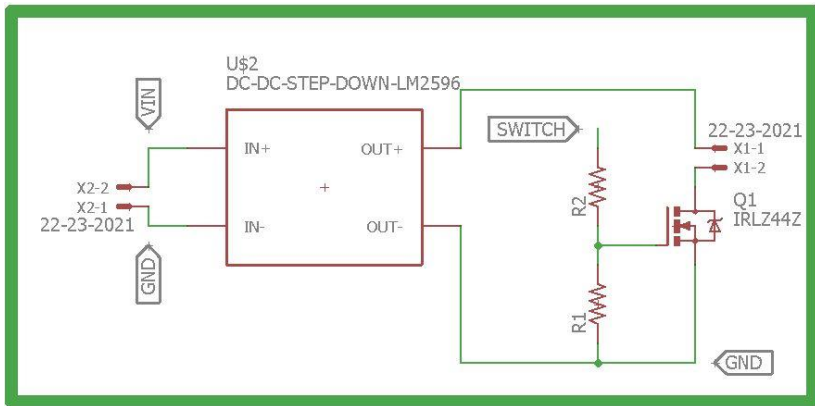 U$2
DC-DC-STEP-DOWN-LM2596
VIN
IN+
OUT+
SWITCH
22-23-2021
X1-1
X1-2
X2-2
X2-1
22-23-2021
R2
Q1
IRLZ44Z
IN-
OUT-
GND
R1
GND